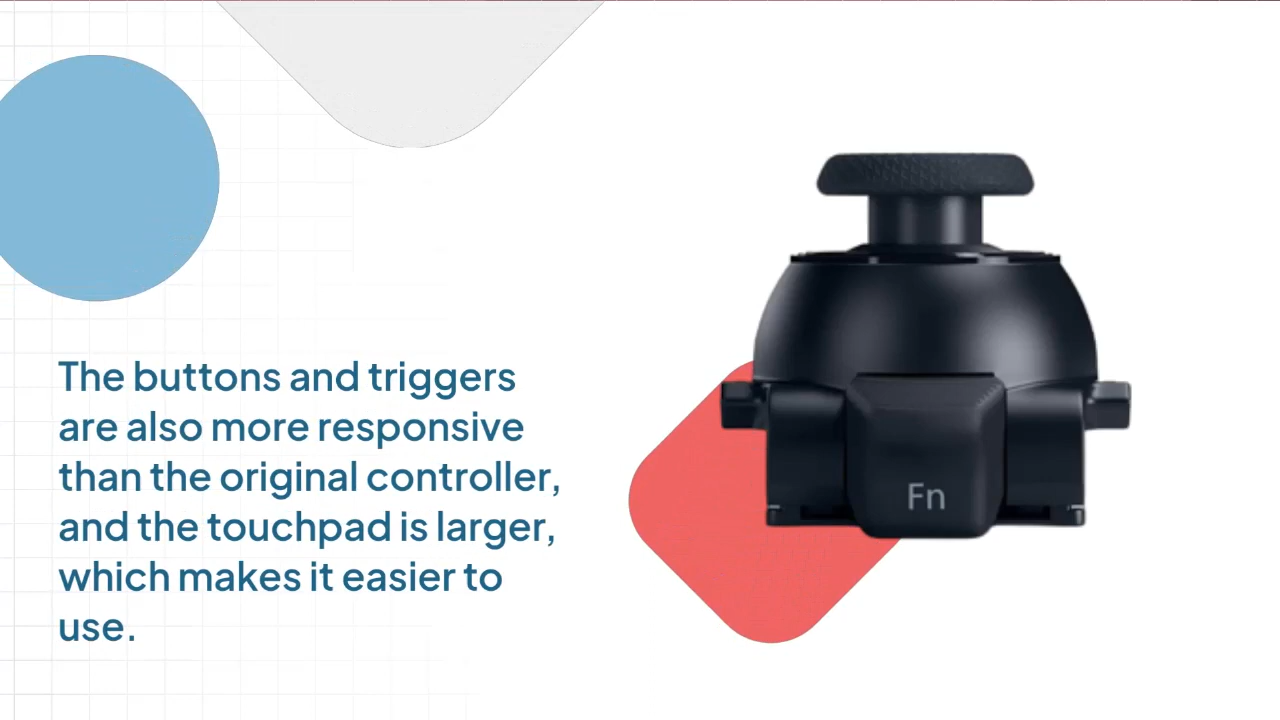 The buttons and triggers
are also more responsive
than the original controller,
and the touchpad is larger,
which makes it easier to
use.
Fn